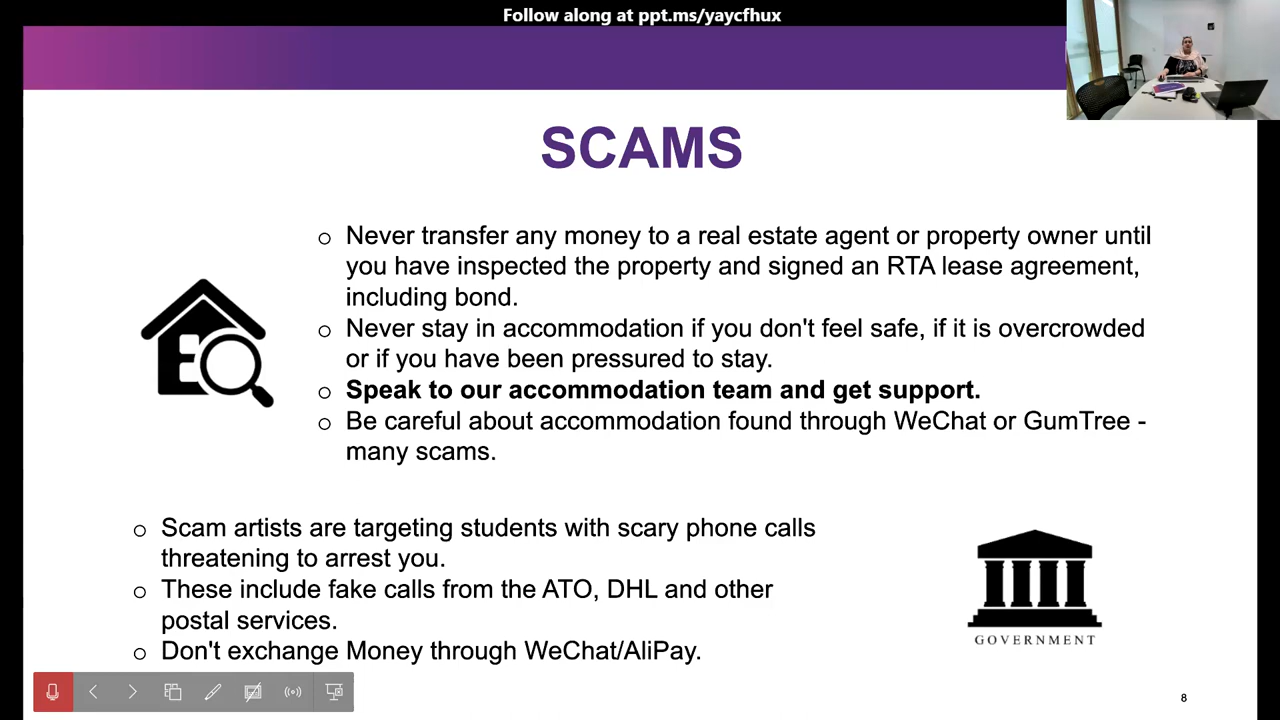 Follow along at ppt.ms/yaycfhux
SCAMS
o Never transfer any money to a real estate agent or property owner until
you have inspected the property and signed an RTA lease agreement,
including bond.
o Never stay in accommodation if you don't feel safe, if it is overcrowded
or if you have been pressured to stay.
o Speak to our accommodation team and get support.
o Be careful about accommodation found through WeChat or GumTree -
many scams.
o Scam artists are targeting students with scary phone calls
threatening to arrest you.
o These include fake calls from the ATO, DHL and other
postal services.
o Don't exchange Money through WeChat/AliPay.
GOVERNMENT
8